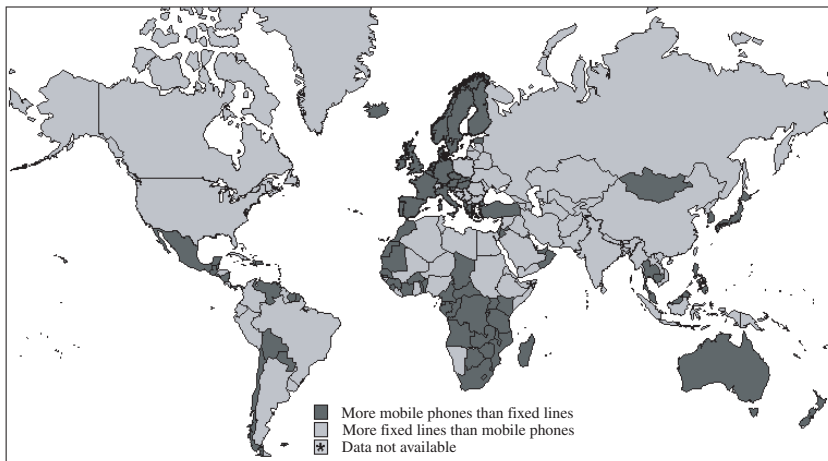 More mobile phones than fixed lines
More fixed lines than mobile phones
* Data not available